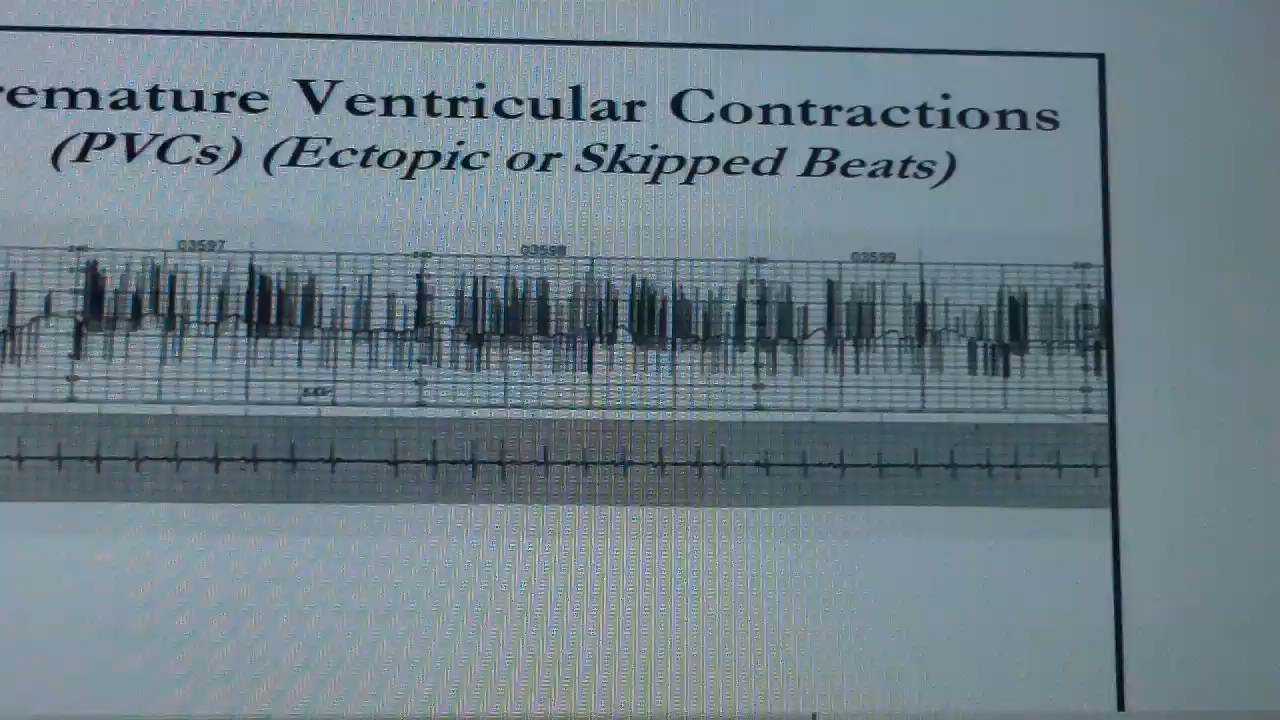 remature Ventricular Contractions
(PVCs) (Ectopic or Skipped Beats)
03597 03598 03599